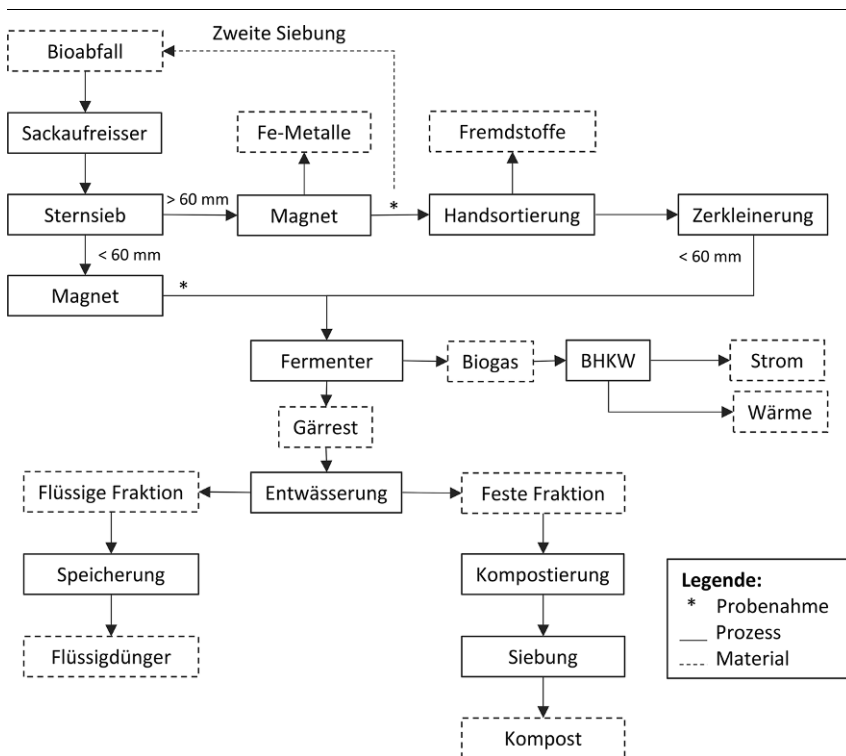 Zweite Siebung
Bioabfall
Sackaufreisser
Fe-Metalle
Fremdstoffe
> 60 mm
Sternsieb
Magnet
*
Handsortierung
Zerkleinerung
< 60 mm
< 60 mm
Magnet
*
Fermenter
Biogas
BHKW
Strom
Wärme
Gärrest
Flüssige Fraktion
Entwässerung
Feste Fraktion
Speicherung
Kompostierung
Flüssigdünger
Siebung
Kompost
Legende:
* Probenahme
Prozess
Material